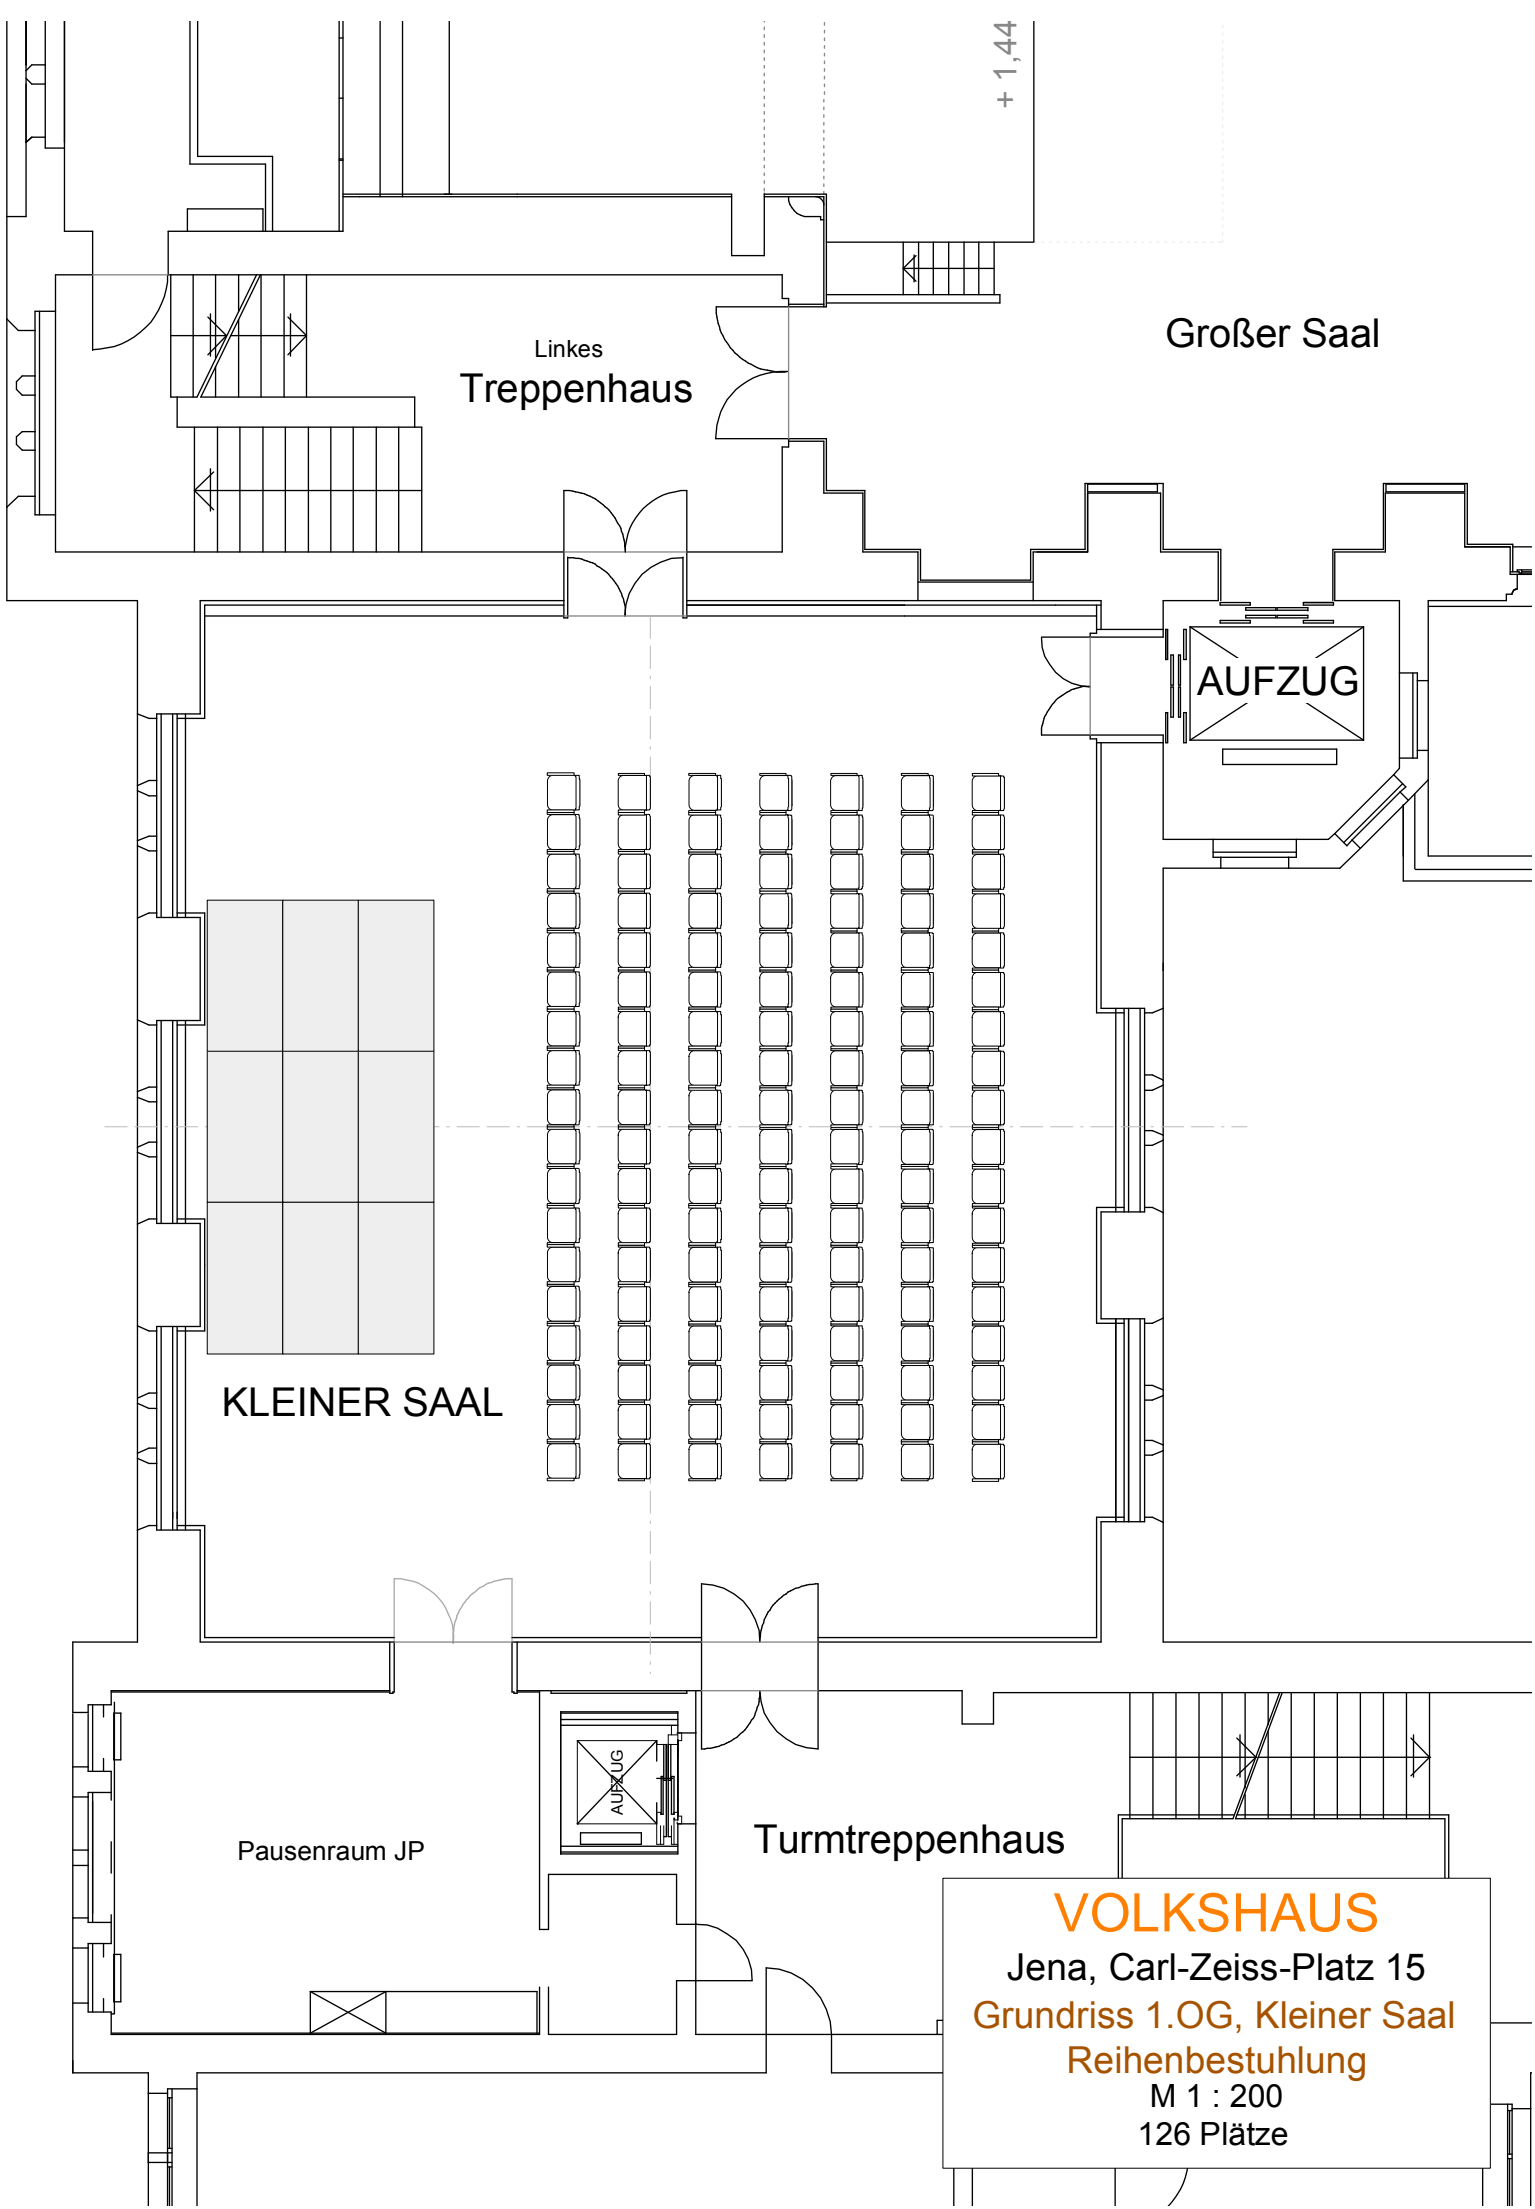 + 1,44
Großer Saal
Linkes
Treppenhaus
AUFZUG
KLEINER SAAL
AUFZUG
Pausenraum JP
Turmtreppenhaus
VOLKSHAUS
Jena, Carl-Zeiss-Platz 15
Grundriss 1.OG, Kleiner Saal
Reihenbestuhlung
M 1 : 200
126 Plätze